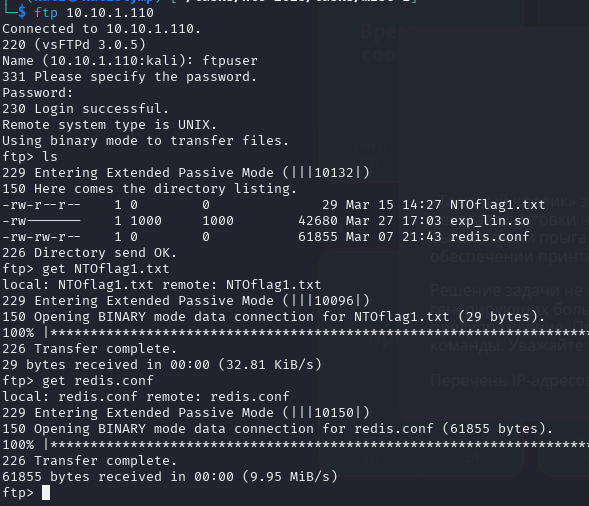 $ ftp 10.10.1.110
Connected to 10.10.1.110.
220 (vsFTPd 3.0.5)
Name (10.10.1.110:kali): ftpuser
331 Please specify the password.
Password:
230 Login successful.
Remote system type is UNIX.
Using binary mode to transfer files.
ftp> ls
229 Entering Extended Passive Mode (|||10132|)
150 Here comes the directory listing.
-rw-r--r--    1 0        0              29 Mar 15 14:27 NTOflag1.txt
-rw-------    1 1000     1000        42680 Mar 27 17:03 exp_lin.so
-rw-rw-r--    1 0        0           61855 Mar 07 21:43 redis.conf
226 Directory send OK.
ftp> get NTOflag1.txt
local: NTOflag1.txt remote: NTOflag1.txt
229 Entering Extended Passive Mode (|||10096|)
150 Opening BINARY mode data connection for NTOflag1.txt (29 bytes).
100% |***********************************************************
226 Transfer complete.
29 bytes received in 00:00 (32.81 KiB/s)
ftp> get redis.conf
local: redis.conf remote: redis.conf
229 Entering Extended Passive Mode (|||10150|)
150 Opening BINARY mode data connection for redis.conf (61855 bytes).
100% |***********************************************************
226 Transfer complete.
61855 bytes received in 00:00 (9.95 MiB/s)
ftp>
обеспечении
Решение задачи не
команды. Уважайте
Перечень IP-адресо